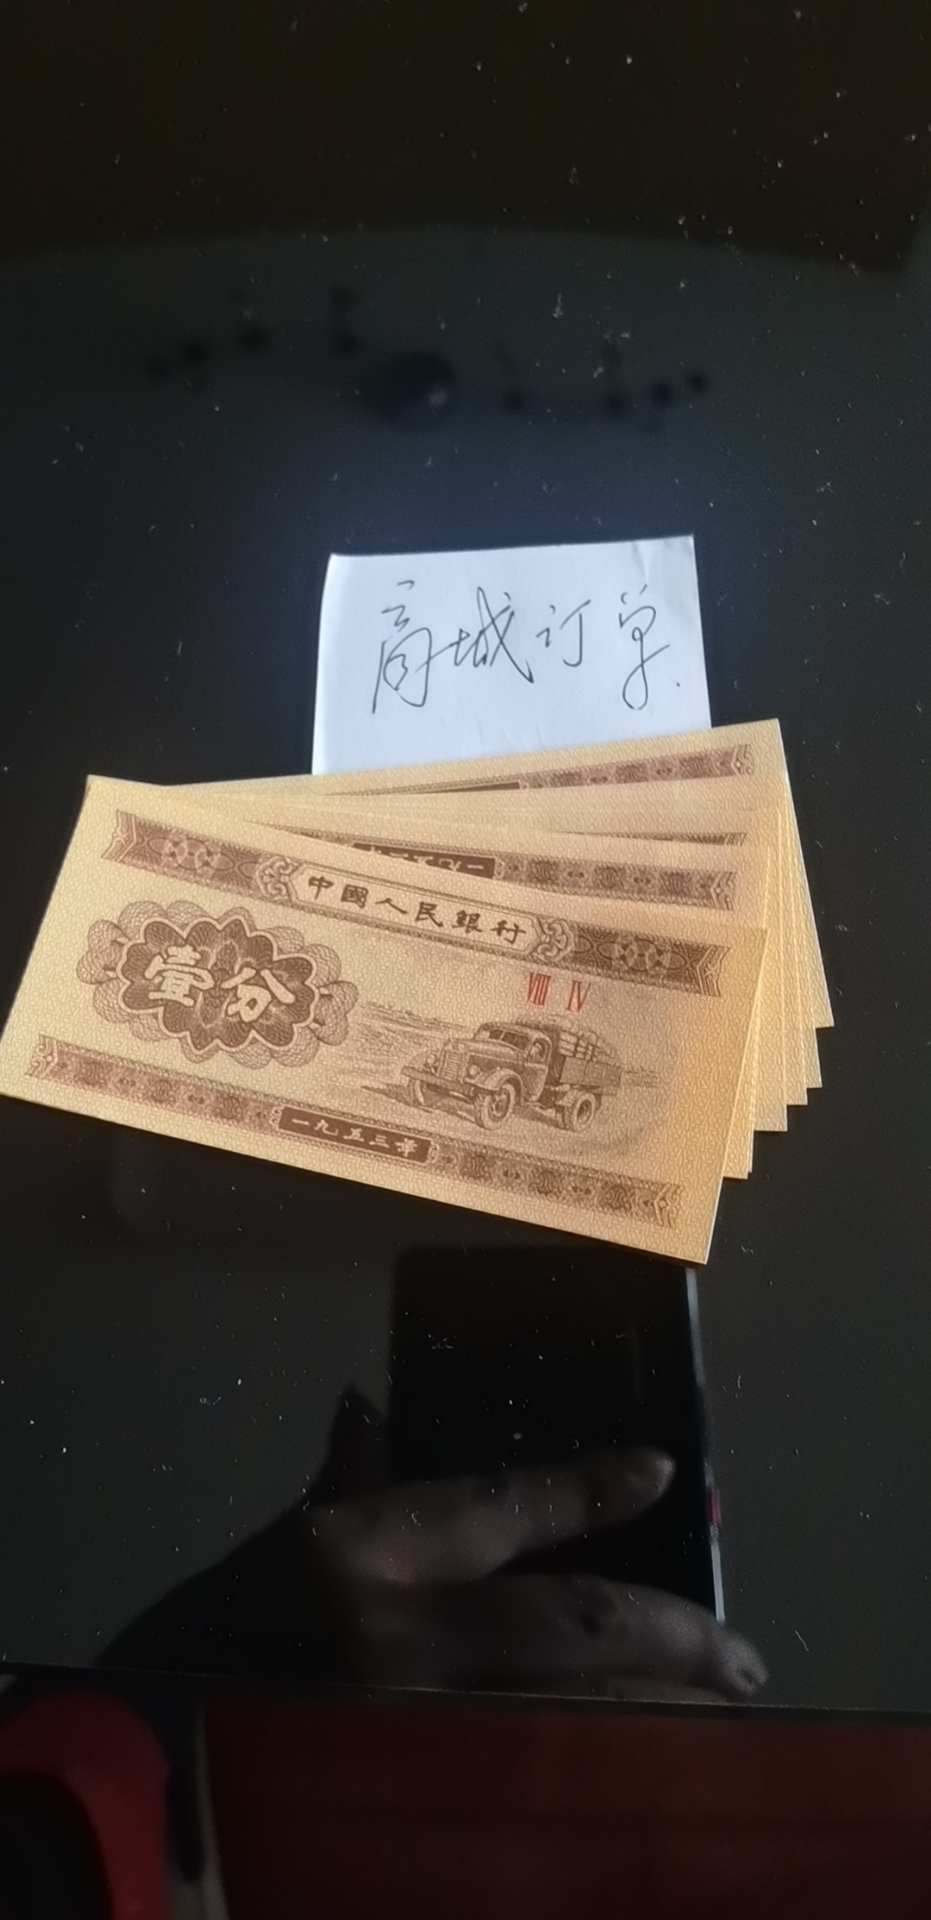 商城订单.
中國人民銀行
壹分
Ⅷ Ⅳ
一九五三年